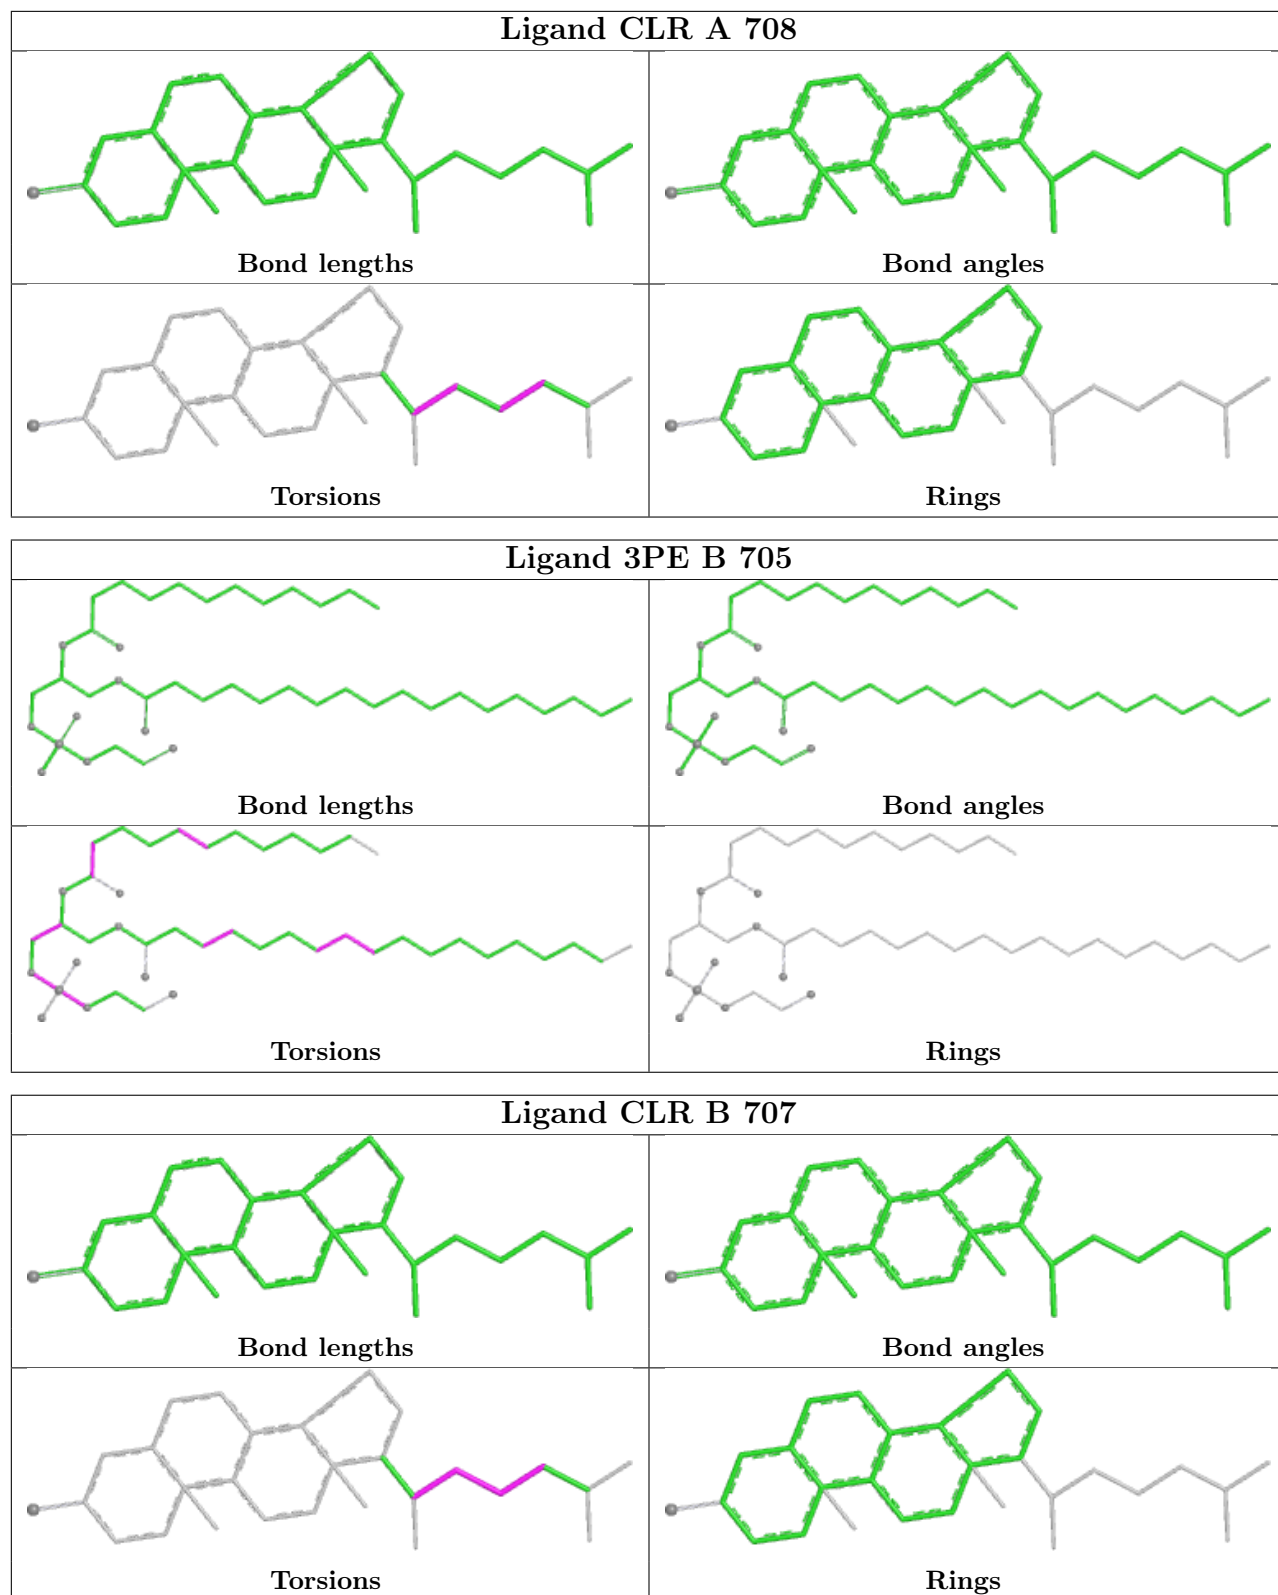 Ligand CLR A 708
Bond lengths
Bond angles
Torsions
Rings
Ligand 3PE B 705
Bond lengths
Bond angles
Torsions
Rings
Ligand CLR B 707
Bond lengths
Bond angles
Torsions
Rings